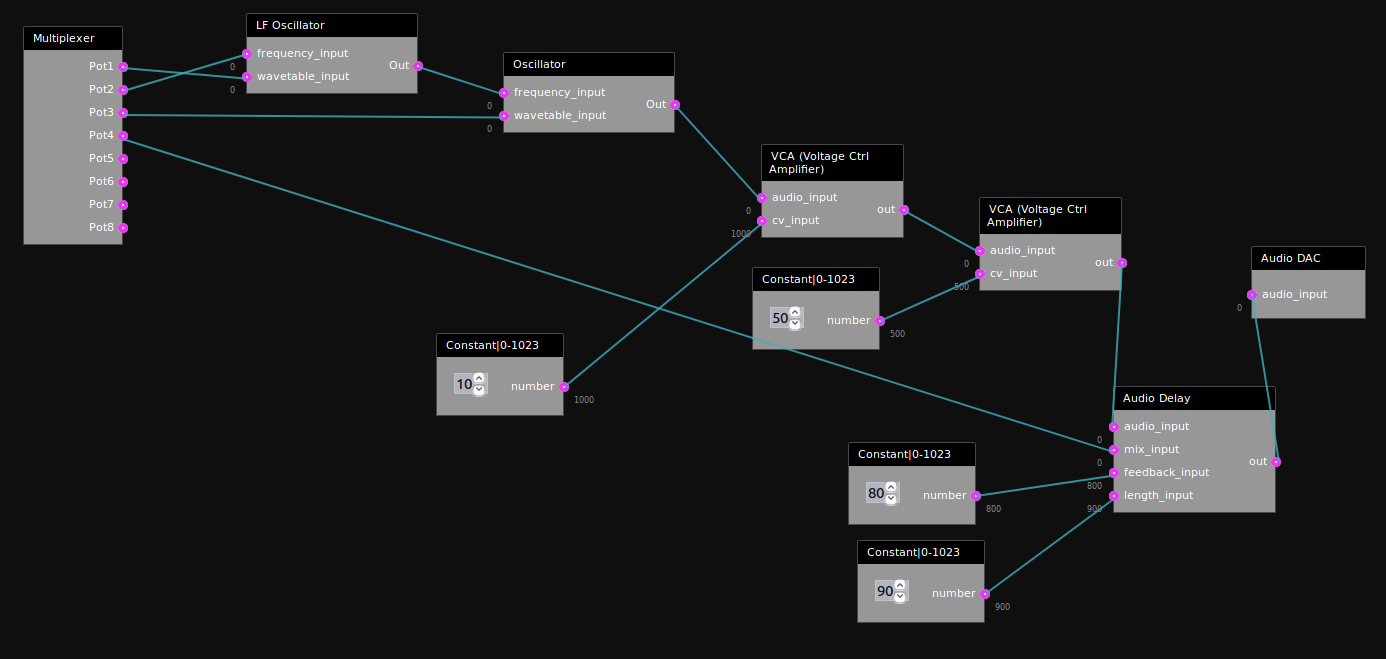 Multiplexer
Pot1
Pot2
Pot3
Pot4
Pot5
Pot6
Pot7
Pot8
LF Oscillator
frequency_input
0
wavetable_input
0
Out
Oscillator
frequency_input
0
wavetable_input
0
Out
VCA (Voltage Ctrl
Amplifier)
audio_input
0
cv_input
1000
out
VCA (Voltage Ctrl
Amplifier)
audio_input
0
cv_input
500
out
Audio DAC
audio_input
0
Constant|0-1023
50
number
500
Constant|0-1023
10
number
1000
Audio Delay
audio_input
0
mix_input
0
feedback_input
800
length_input
900
out
Constant|0-1023
80
number
800
Constant|0-1023
90
number
900